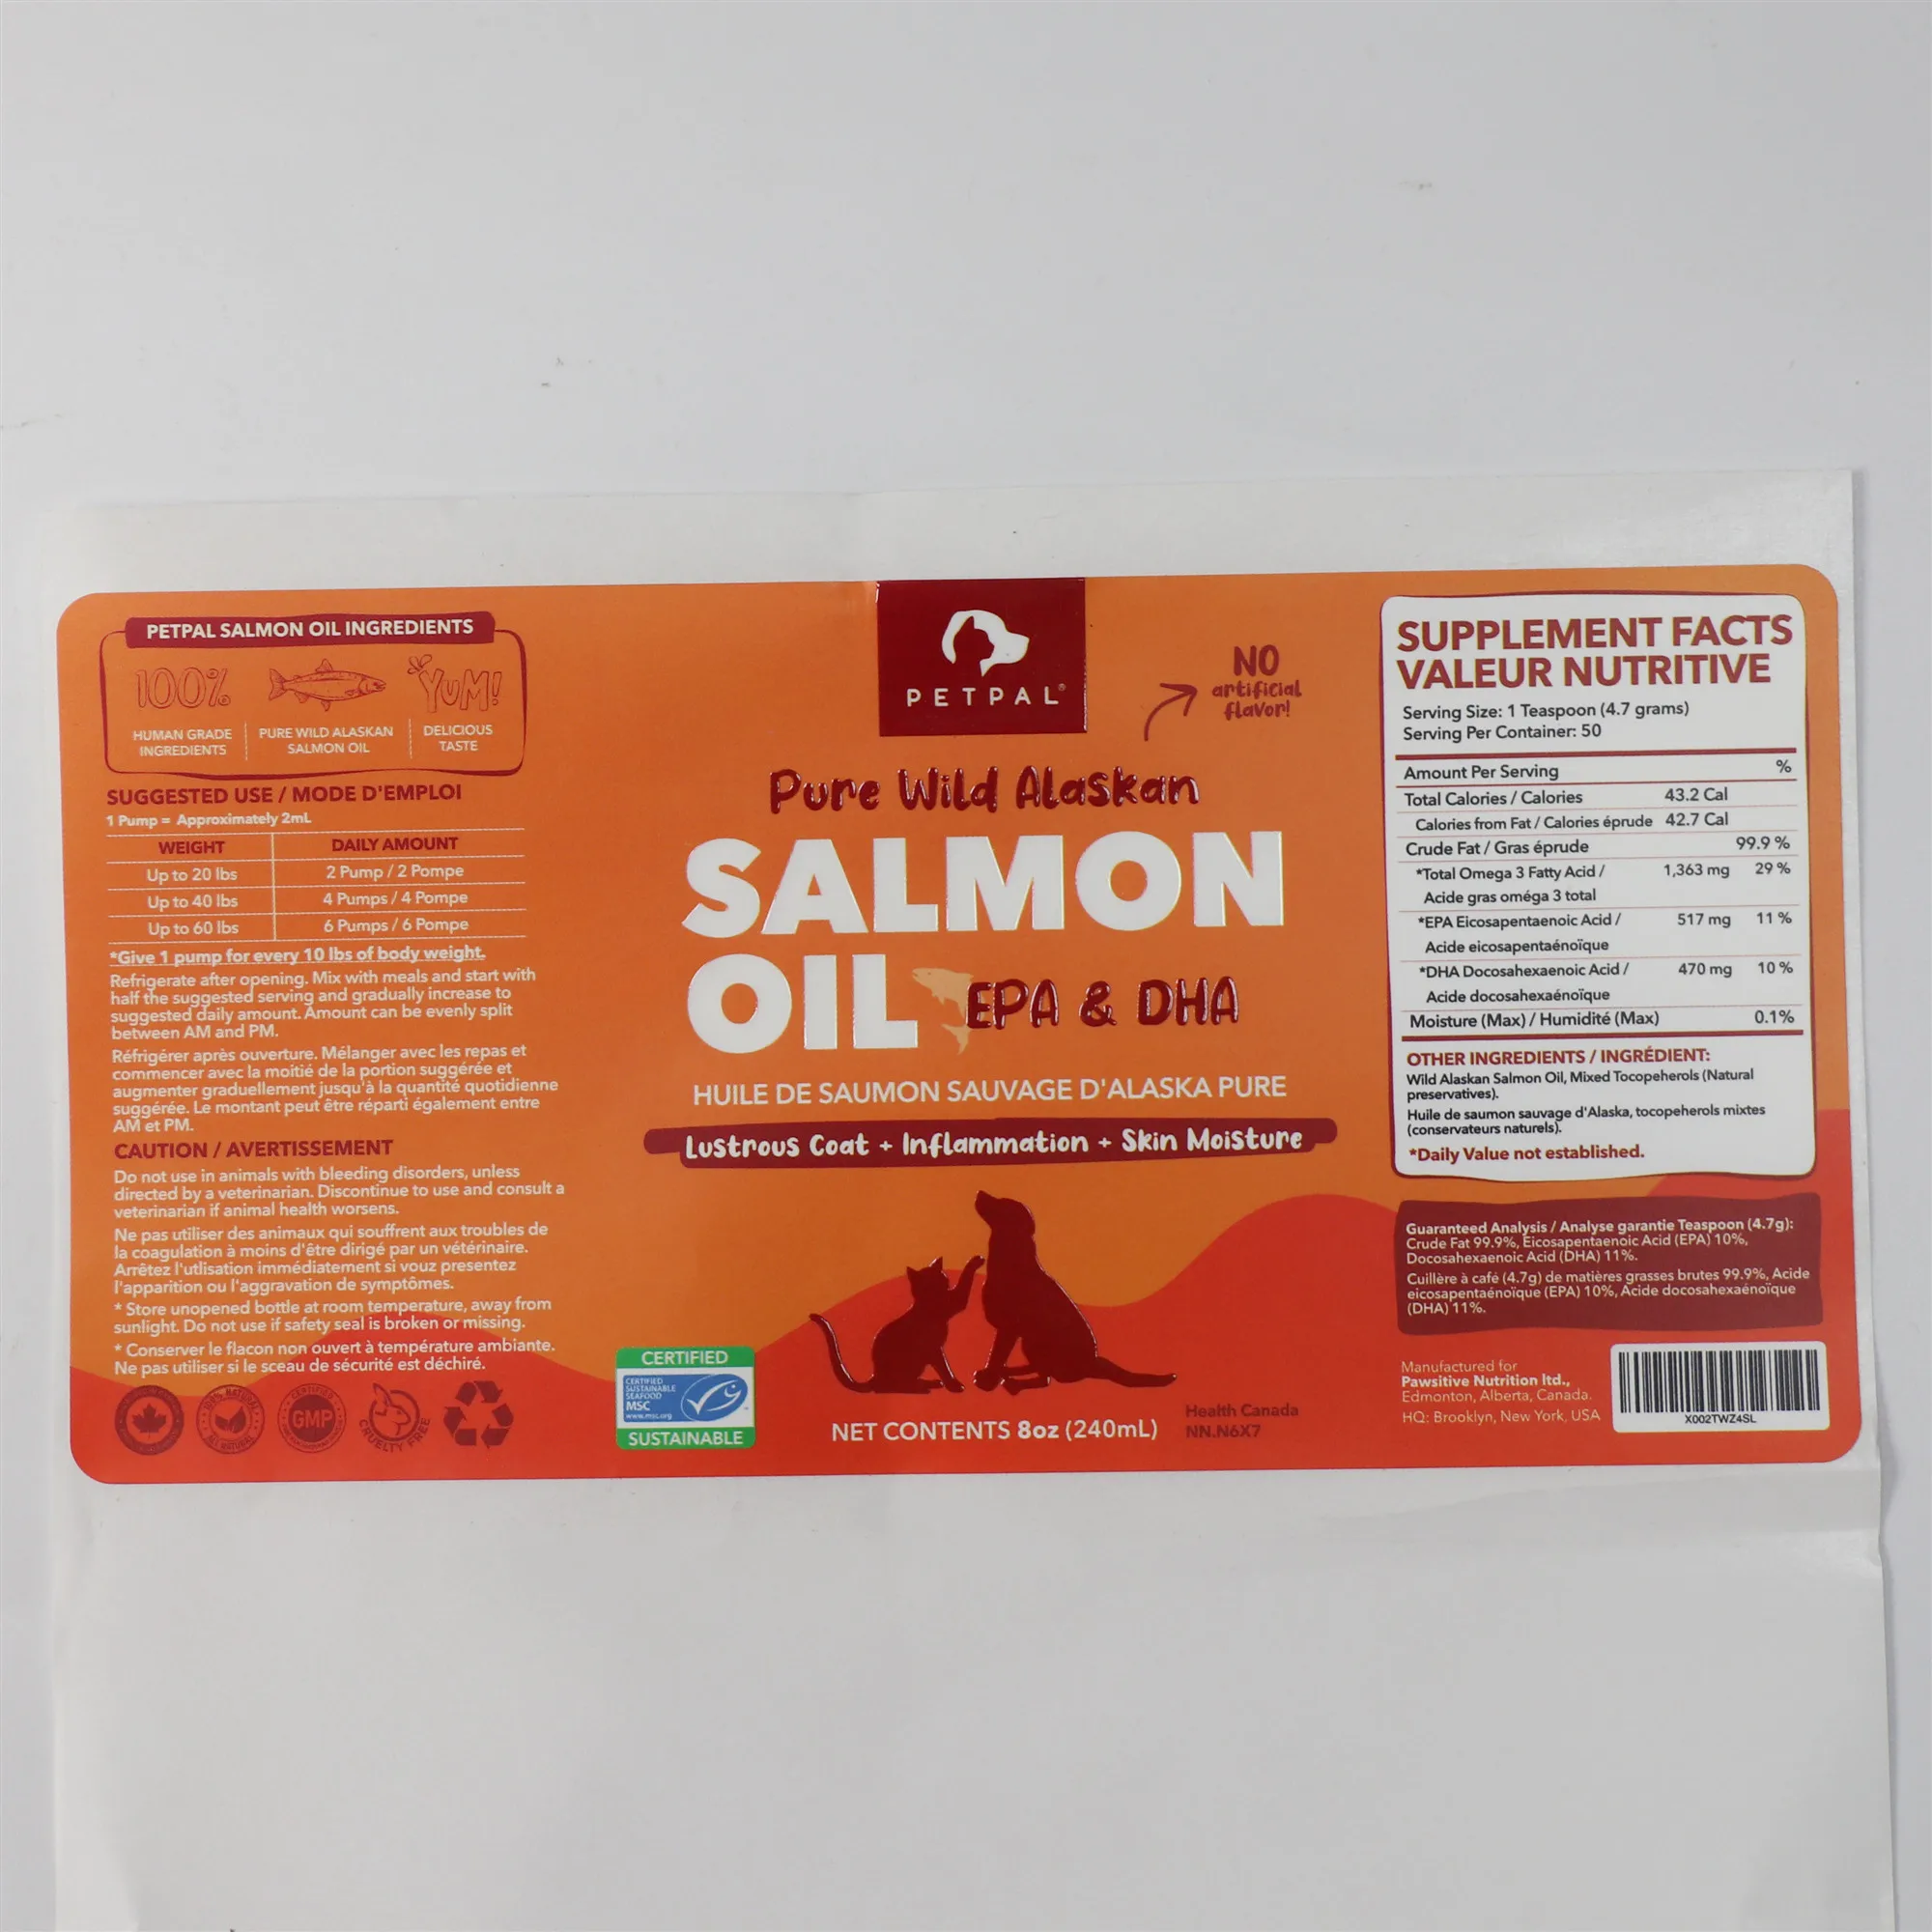 PETPAL SALMON OIL INGREDIENTS
100%
YUM!
HUMAN GRADE
INGREDIENTS
PURE WILD ALASKAN
SALMON OIL
DELICIOUS
TASTE
SUGGESTED USE / MODE D'EMPLOI
1 Pump = Approximately 2mL
WEIGHT DAILY AMOUNT
Up to 20 lbs 2 Pump / 2 Pompe
Up to 40 lbs 4 Pumps / 4 Pompe
Up to 60 lbs 6 Pumps / 6 Pompe
*Give 1 pump for every 10 lbs of body weight.
Refrigerate after opening. Mix with meals and start with
half the suggested serving and gradually increase to
suggested daily amount. Amount can be evenly split
between AM and PM.
Réfrigérer après ouverture. Mélanger avec les repas et
commencer avec la moitié de la portion suggérée et
augmenter graduellement jusqu'à la quantité quotidienne
suggérée. Le montant peut être réparti également entre
AM et PM.
CAUTION / AVERTISSEMENT
Do not use in animals with bleeding disorders, unless
directed by a veterinarian. Discontinue to use and consult a
veterinarian if animal health worsens.
Ne pas utiliser des animaux qui souffrent aux troubles de
la coagulation à moins d'être dirigé par un vétérinaire.
Arrêtez l'utlisation immédiatement si vouz presentez
l'apparition ou l'aggravation de symptômes.
* Store unopened bottle at room temperature, away from
sunlight. Do not use if safety seal is broken or missing.
* Conserver le flacon non ouvert à température ambiante.
Ne pas utiliser si le sceau de sécurité est déchiré.
100% NATURAL
ALL NATURAL
CERTIFIED
GMP
CRUELTY FREE
PETPAL®
NO
artificial
flavor!
Pure Wild Alaskan
SALMON
OIL EPA & DHA
HUILE DE SAUMON SAUVAGE D'ALASKA PURE
Lustrous Coat + Inflammation + Skin Moisture
CERTIFIED
CERTIFIED
SUSTAINABLE
SEAFOOD
MSC
www.msc.org
SUSTAINABLE
NET CONTENTS 8oz (240mL)
Health Canada
NN.N6X7
SUPPLEMENT FACTS
VALEUR NUTRITIVE
Serving Size: 1 Teaspoon (4.7 grams)
Serving Per Container: 50
Amount Per Serving %
Total Calories / Calories 43.2 Cal
Calories from Fat / Calories éprude 42.7 Cal
Crude Fat / Gras éprude 99.9 %
*Total Omega 3 Fatty Acid / 1,363 mg 29 %
Acide gras oméga 3 total
*EPA Eicosapentaenoic Acid / 517 mg 11 %
Acide eicosapentaénoïque
*DHA Docosahexaenoic Acid / 470 mg 10 %
Acide docosahexaénoïque
Moisture (Max) / Humidité (Max) 0.1%
OTHER INGREDIENTS / INGRÉDIENT:
Wild Alaskan Salmon Oil, Mixed Tocopeherols (Natural
preservatives).
Huile de saumon sauvage d'Alaska, tocopeherols mixtes
(conservateurs naturels).
*Daily Value not established.
Guaranteed Analysis / Analyse garantie Teaspoon (4.7g):
Crude Fat 99.9%, Eicosapentaenoic Acid (EPA) 10%,
Docosahexaenoic Acid (DHA) 11%.
Cuillère à café (4.7g) de matières grasses brutes 99.9%, Acide
eicosapentaénoïque (EPA) 10%, Acide docosahexaénoïque
(DHA) 11%.
Manufactured for
Pawsitive Nutrition ltd.,
Edmonton, Alberta, Canada.
HQ: Brooklyn, New York, USA
X002TWZ4SL